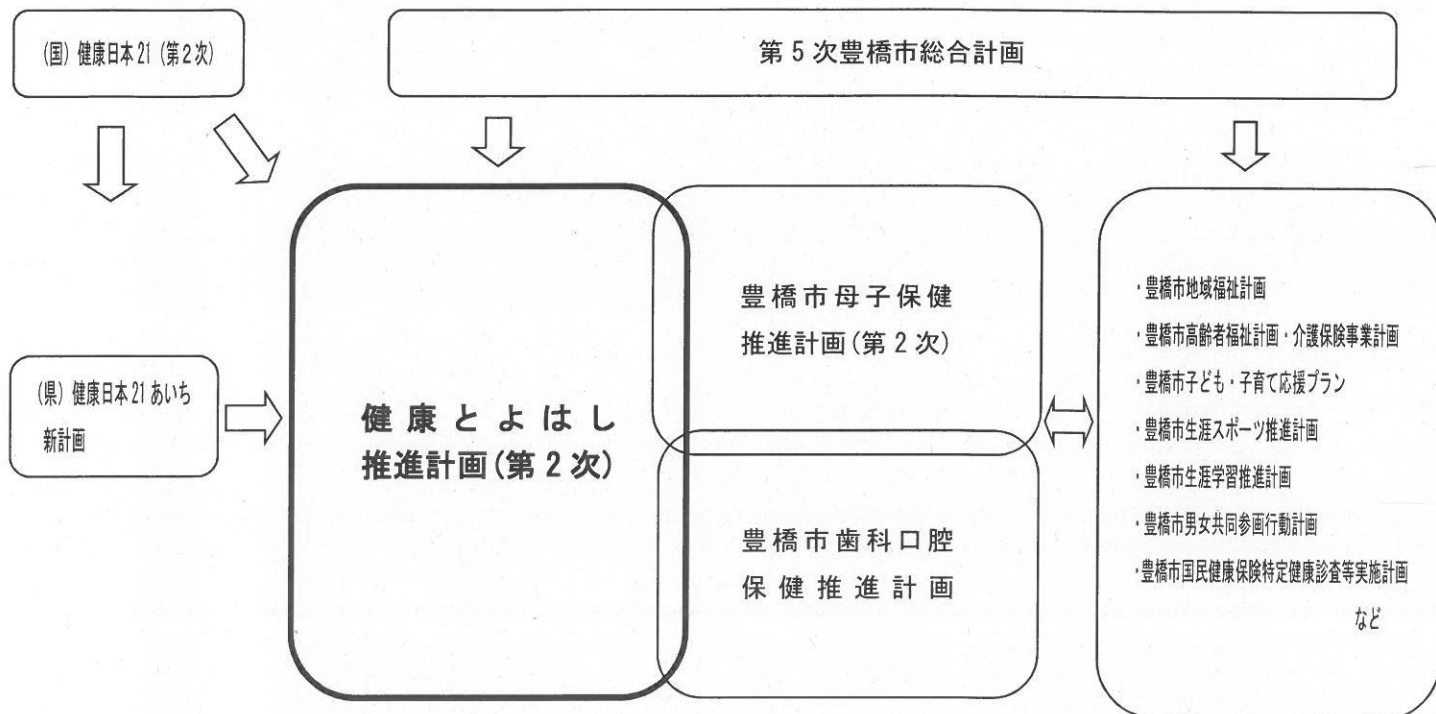 (国) 健康日本 21 (第2次)
第 5 次豊橋市総合計画
(県) 健康日本 21 あいち
新計画
健康とよはし
推進計画(第 2 次)
豊橋市母子保健
推進計画(第 2 次)
豊橋市歯科口腔
保健推進計画
・豊橋市地域福祉計画
・豊橋市高齢者福祉計画・介護保険事業計画
・豊橋市子ども・子育て応援プラン
・豊橋市生涯スポーツ推進計画
・豊橋市生涯学習推進計画
・豊橋市男女共同参画行動計画
・豊橋市国民健康保険特定健康診査等実施計画
など